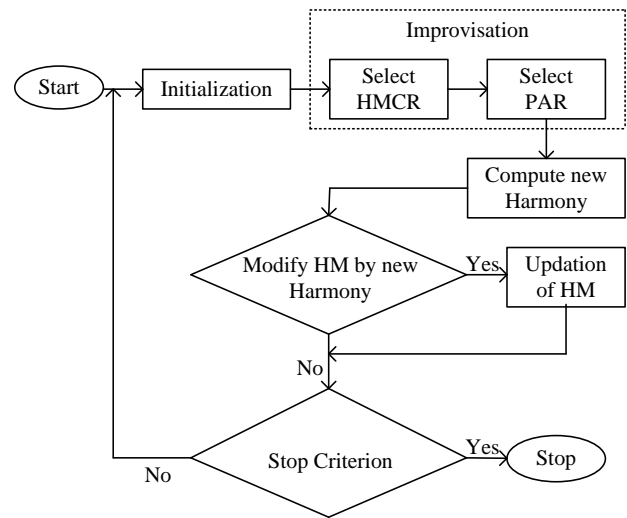 Improvisation
Start
Initialization
Select
HMCR
Select
PAR
Compute new
Harmony
Modify HM by new
Harmony
Yes
Updation
of HM
No
Stop Criterion
Yes
Stop
No